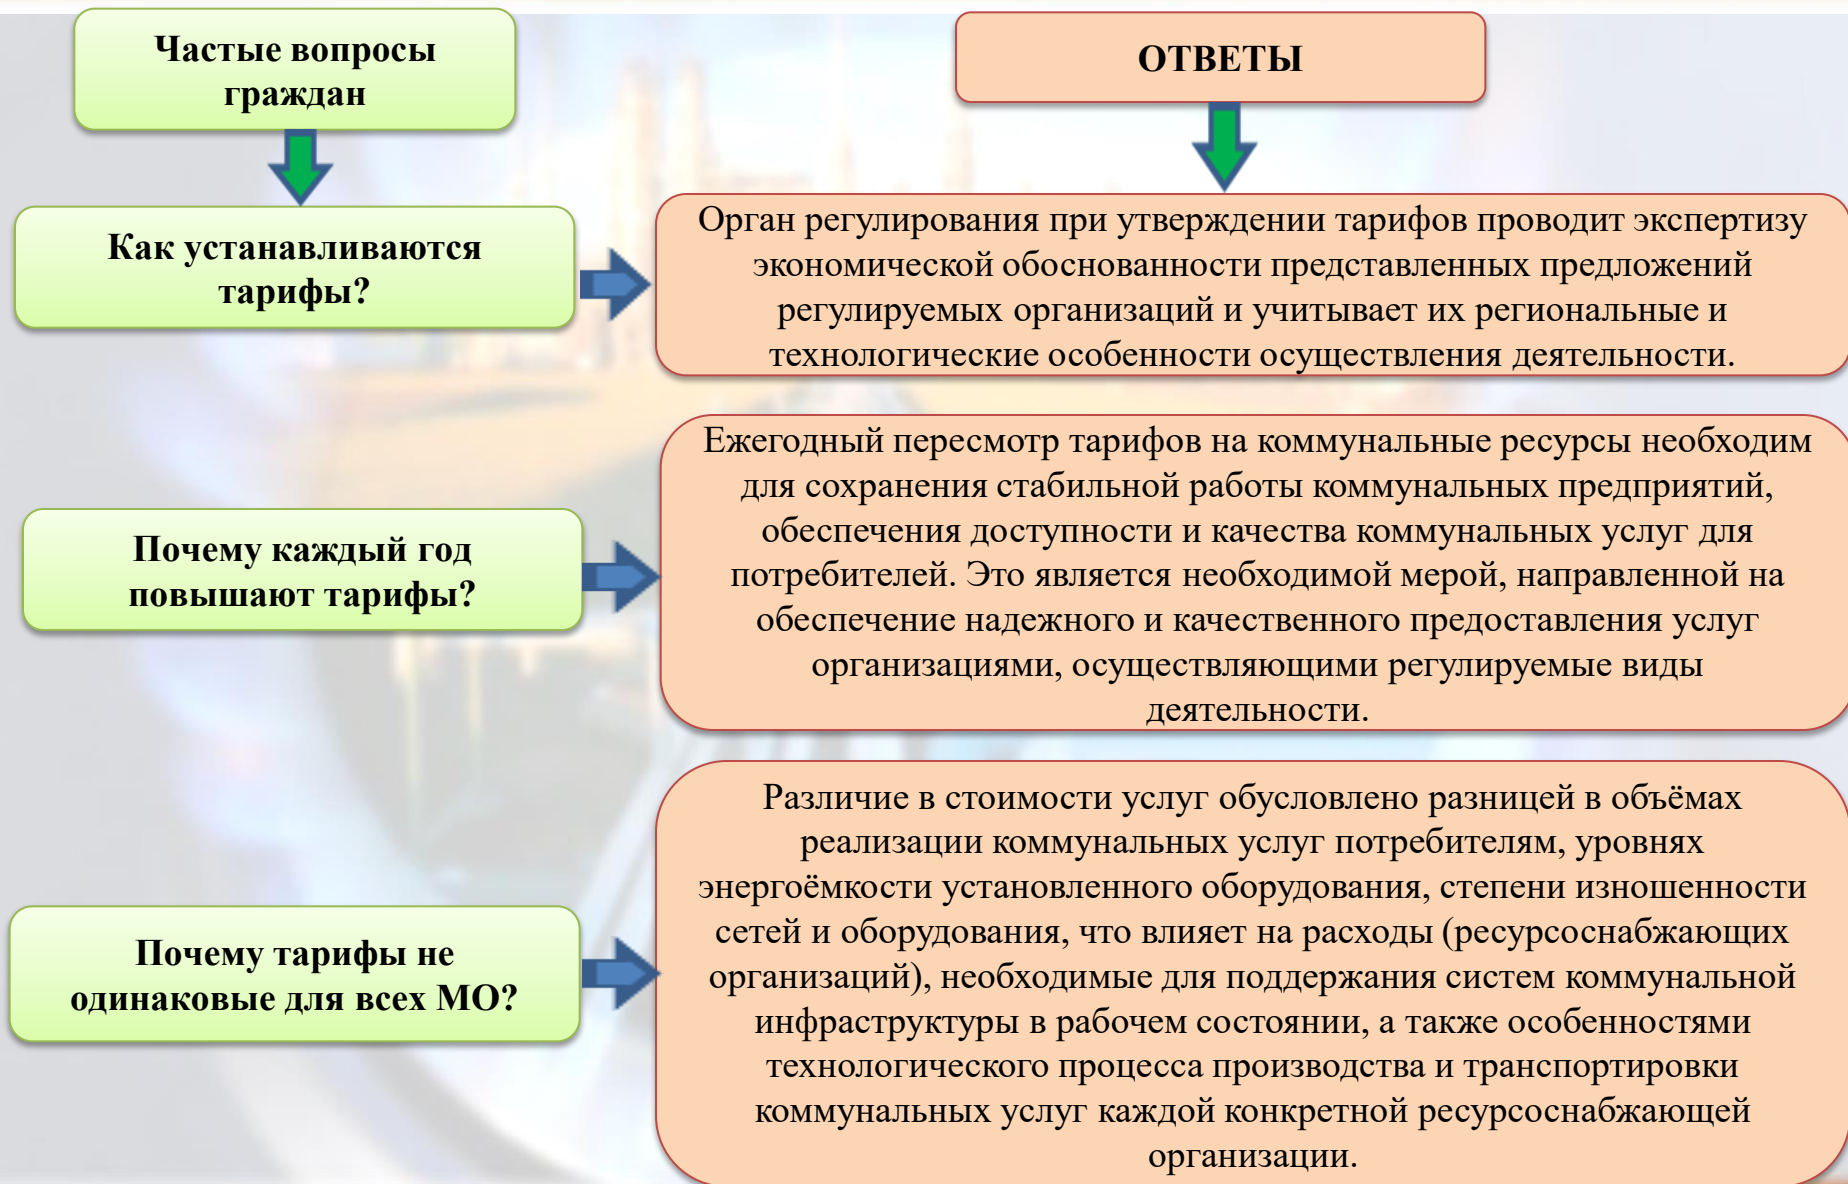 Частые вопросы
граждан
ОТВЕТЫ
Как устанавливаются
тарифы?
Орган регулирования при утверждении тарифов проводит экспертизу
экономической обоснованности представленных предложений
регулируемых организаций и учитывает их региональные и
технологические особенности осуществления деятельности.
Почему каждый год
повышают тарифы?
Ежегодный пересмотр тарифов на коммунальные ресурсы необходим
для сохранения стабильной работы коммунальных предприятий,
обеспечения доступности и качества коммунальных услуг для
потребителей. Это является необходимой мерой, направленной на
обеспечение надежного и качественного предоставления услуг
организациями, осуществляющими регулируемые виды
деятельности.
Почему тарифы не
одинаковые для всех МО?
Различие в стоимости услуг обусловлено разницей в объёмах
реализации коммунальных услуг потребителям, уровнях
энергоёмкости установленного оборудования, степени изношенности
сетей и оборудования, что влияет на расходы (ресурсоснабжающих
организаций), необходимые для поддержания систем коммунальной
инфраструктуры в рабочем состоянии, а также особенностями
технологического процесса производства и транспортировки
коммунальных услуг каждой конкретной ресурсоснабжающей
организации.